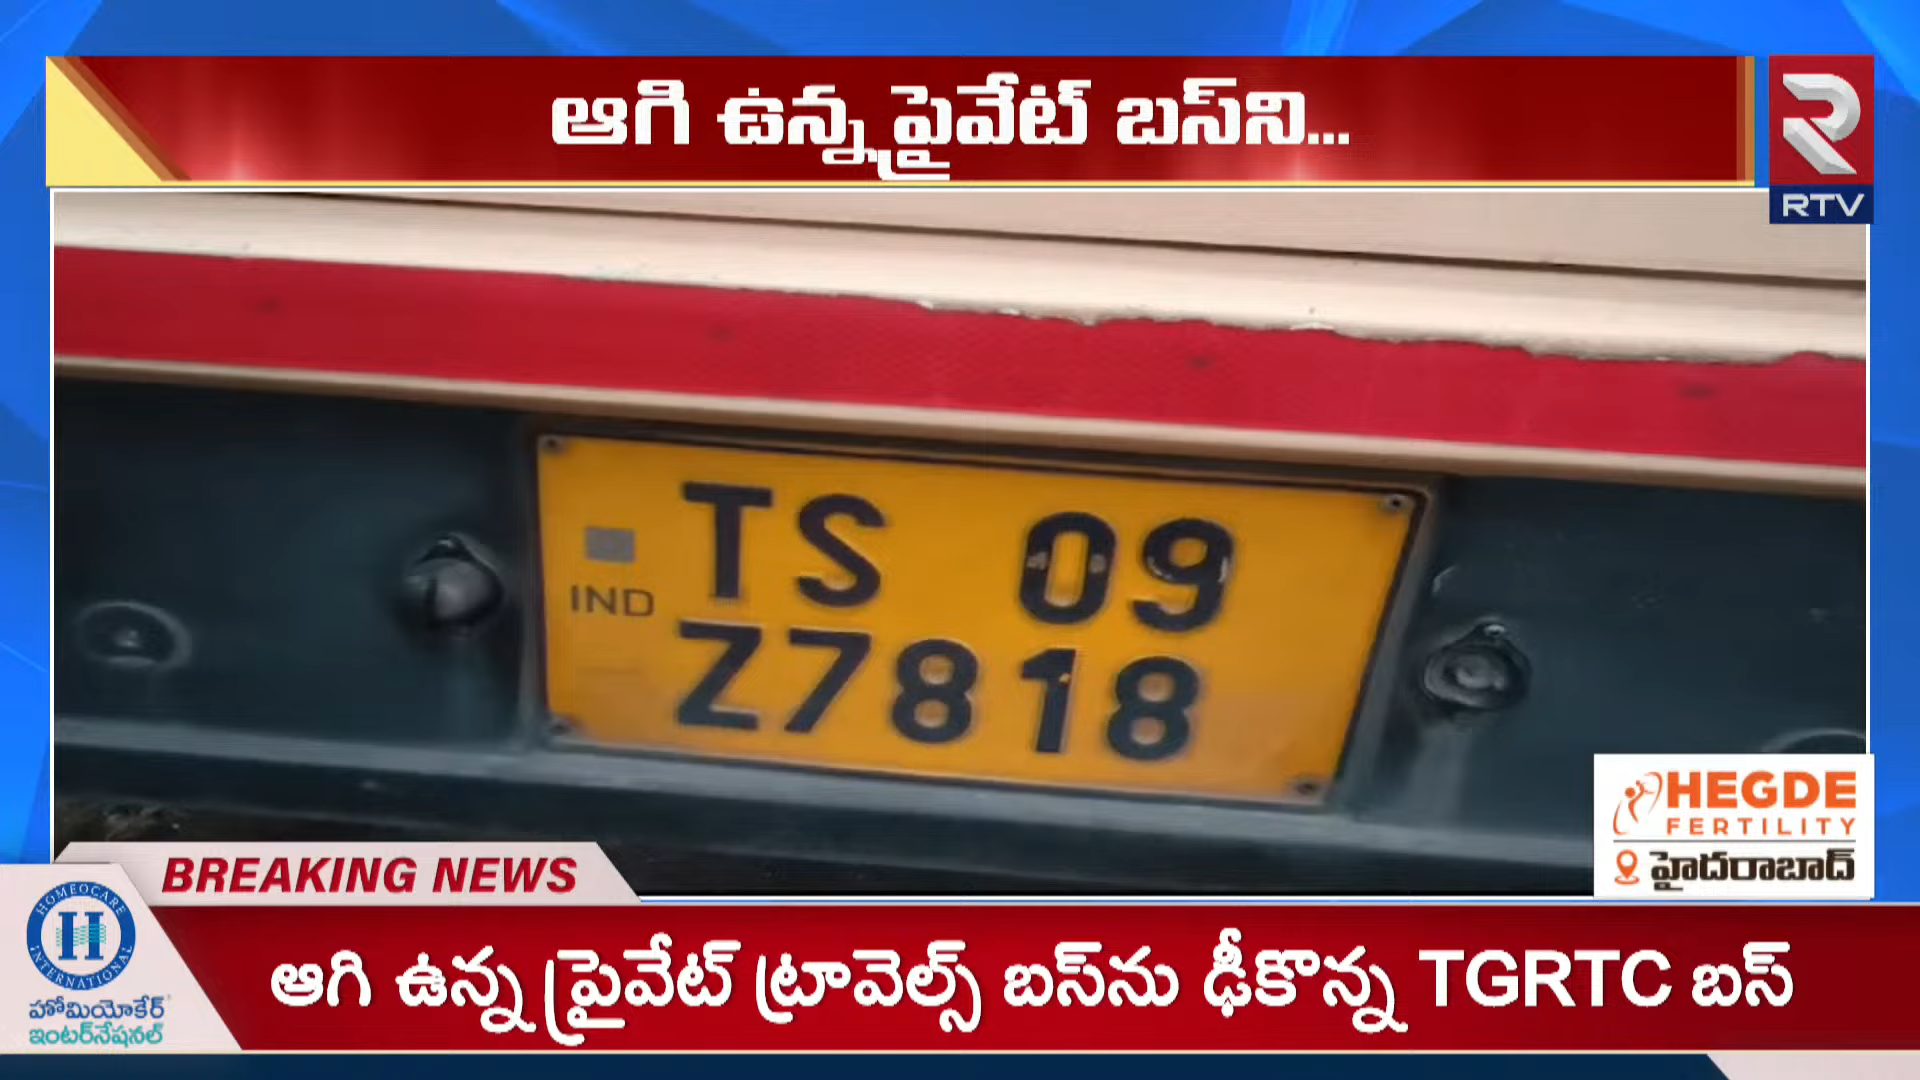 ఆగి ఉన్న ప్రైవేట్ బస్‌ని...
RTV
TS 09
IND
Z7818
HEGDE
FERTILITY
హైదరాబాద్
BREAKING NEWS
HOMEOCARE
H
INTERNATIONAL
హోమియోకేర్
ఇంటర్‌నేషనల్
ఆగి ఉన్న ప్రైవేట్ ట్రావెల్స్ బస్‌ను ఢీకొన్న TGRTC బస్